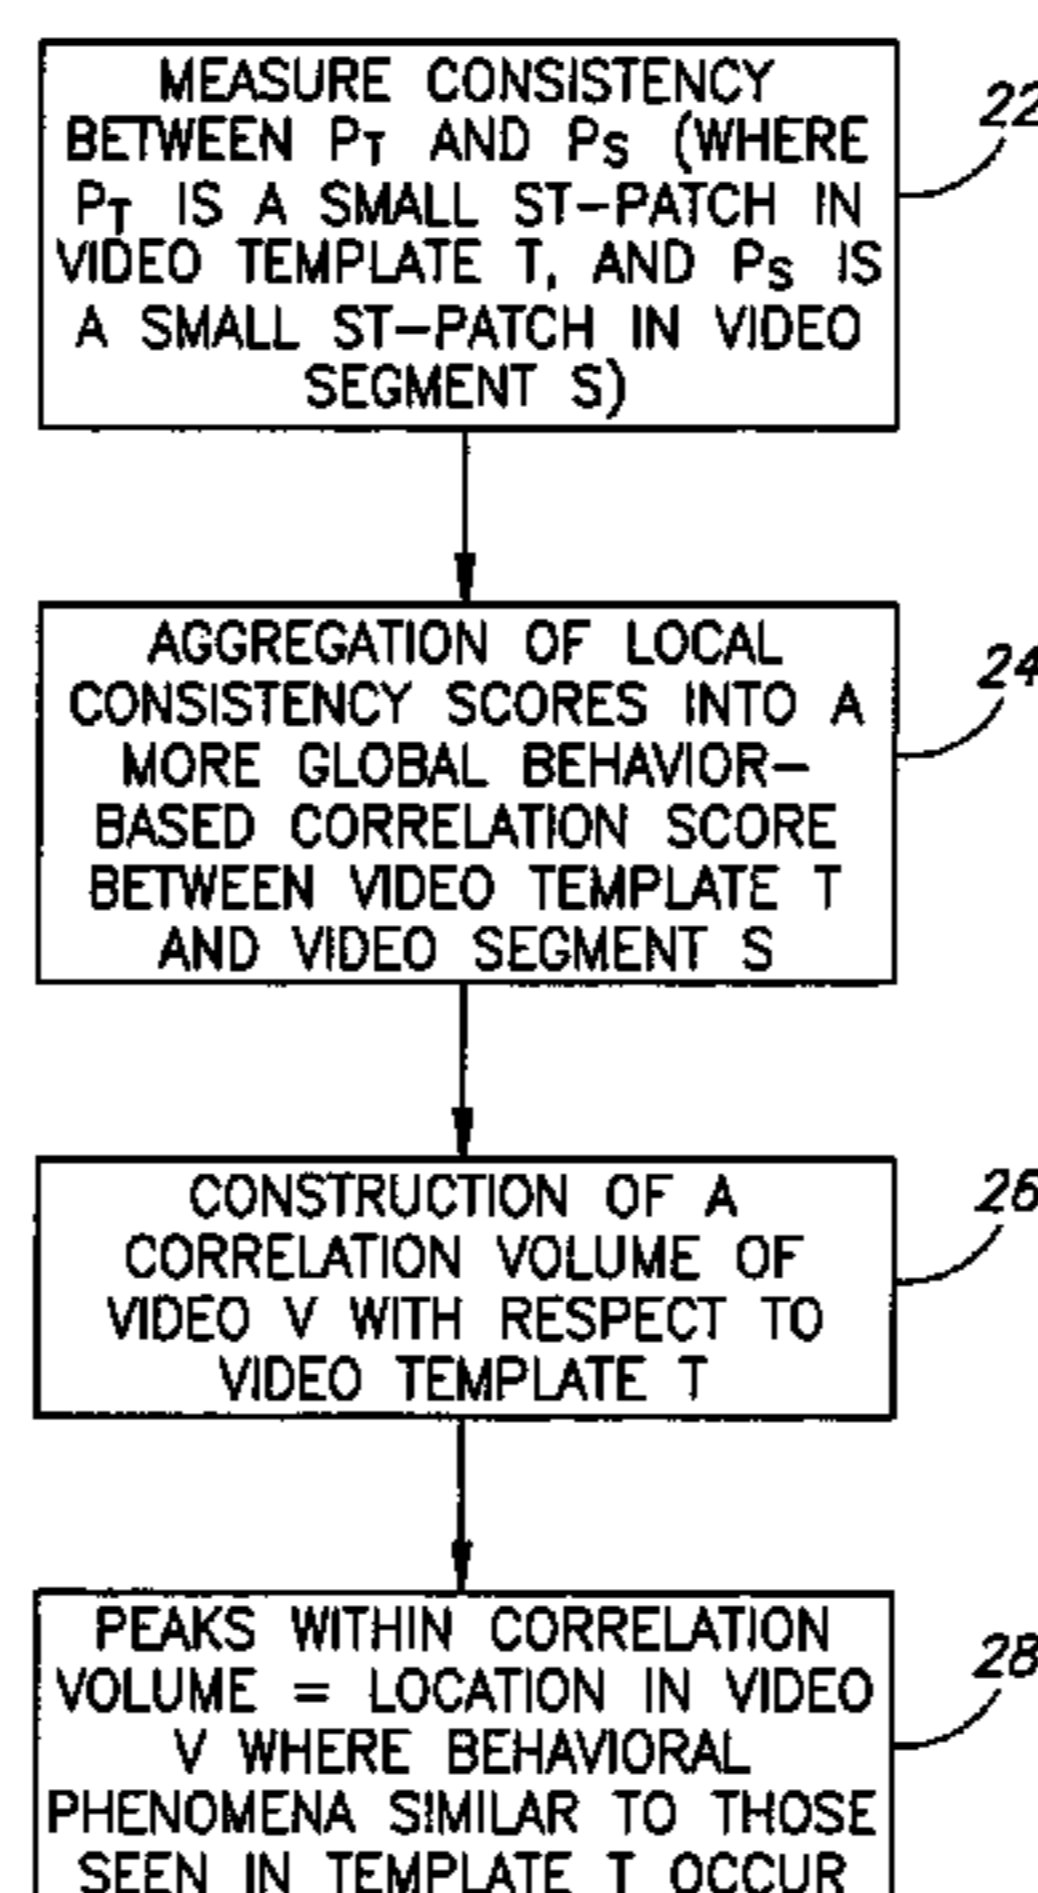 MEASURE CONSISTENCY
BETWEEN PT AND PS (WHERE
PT IS A SMALL ST-PATCH IN
VIDEO TEMPLATE T, AND PS IS
A SMALL ST-PATCH IN VIDEO
SEGMENT S)
22
AGGREGATION OF LOCAL
CONSISTENCY SCORES INTO A
MORE GLOBAL BEHAVIOR-
BASED CORRELATION SCORE
BETWEEN VIDEO TEMPLATE T
AND VIDEO SEGMENT S
24
CONSTRUCTION OF A
CORRELATION VOLUME OF
VIDEO V WITH RESPECT TO
VIDEO TEMPLATE T
26
PEAKS WITHIN CORRELATION
VOLUME = LOCATION IN VIDEO
V WHERE BEHAVIORAL
PHENOMENA SIMILAR TO THOSE
SEEN IN TEMPLATE T OCCUR
28